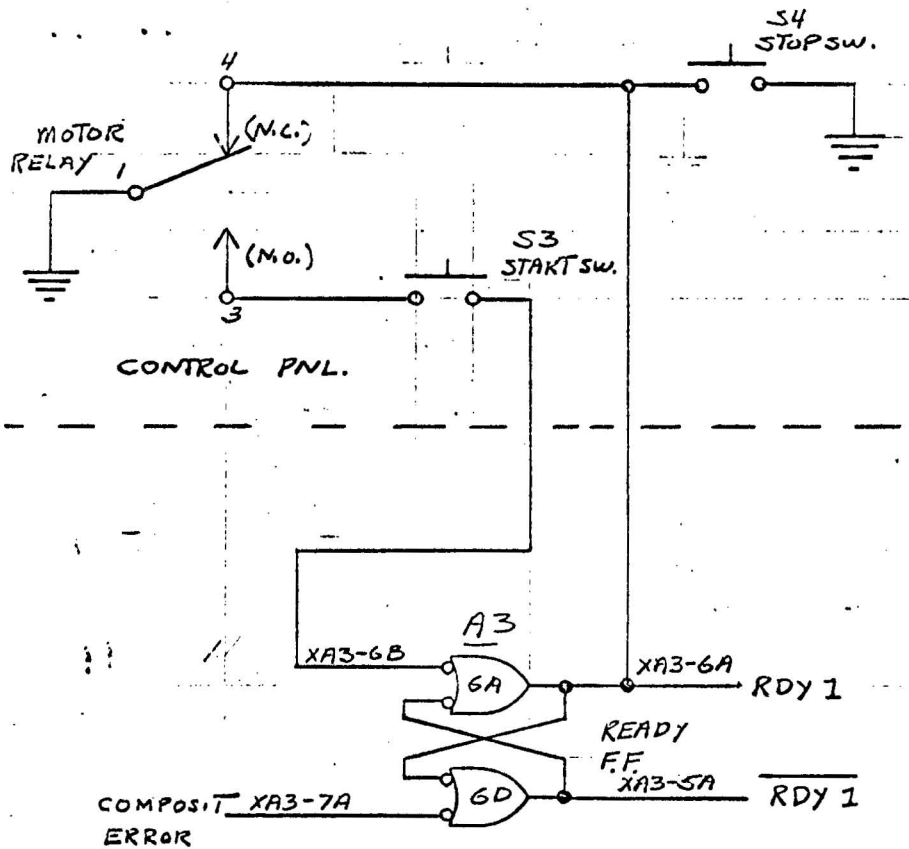 S4
STOP SW.
4
(N.C.)
MOTOR
RELAY
1
(N.O.)
S3
START SW.
3
CONTROL PNL.
A3
XA3-6B
6A
XA3-6A
RDY 1
READY
F.F.
6D
XA3-5A
RDY 1
COMPOSIT
XA3-7A
ERROR